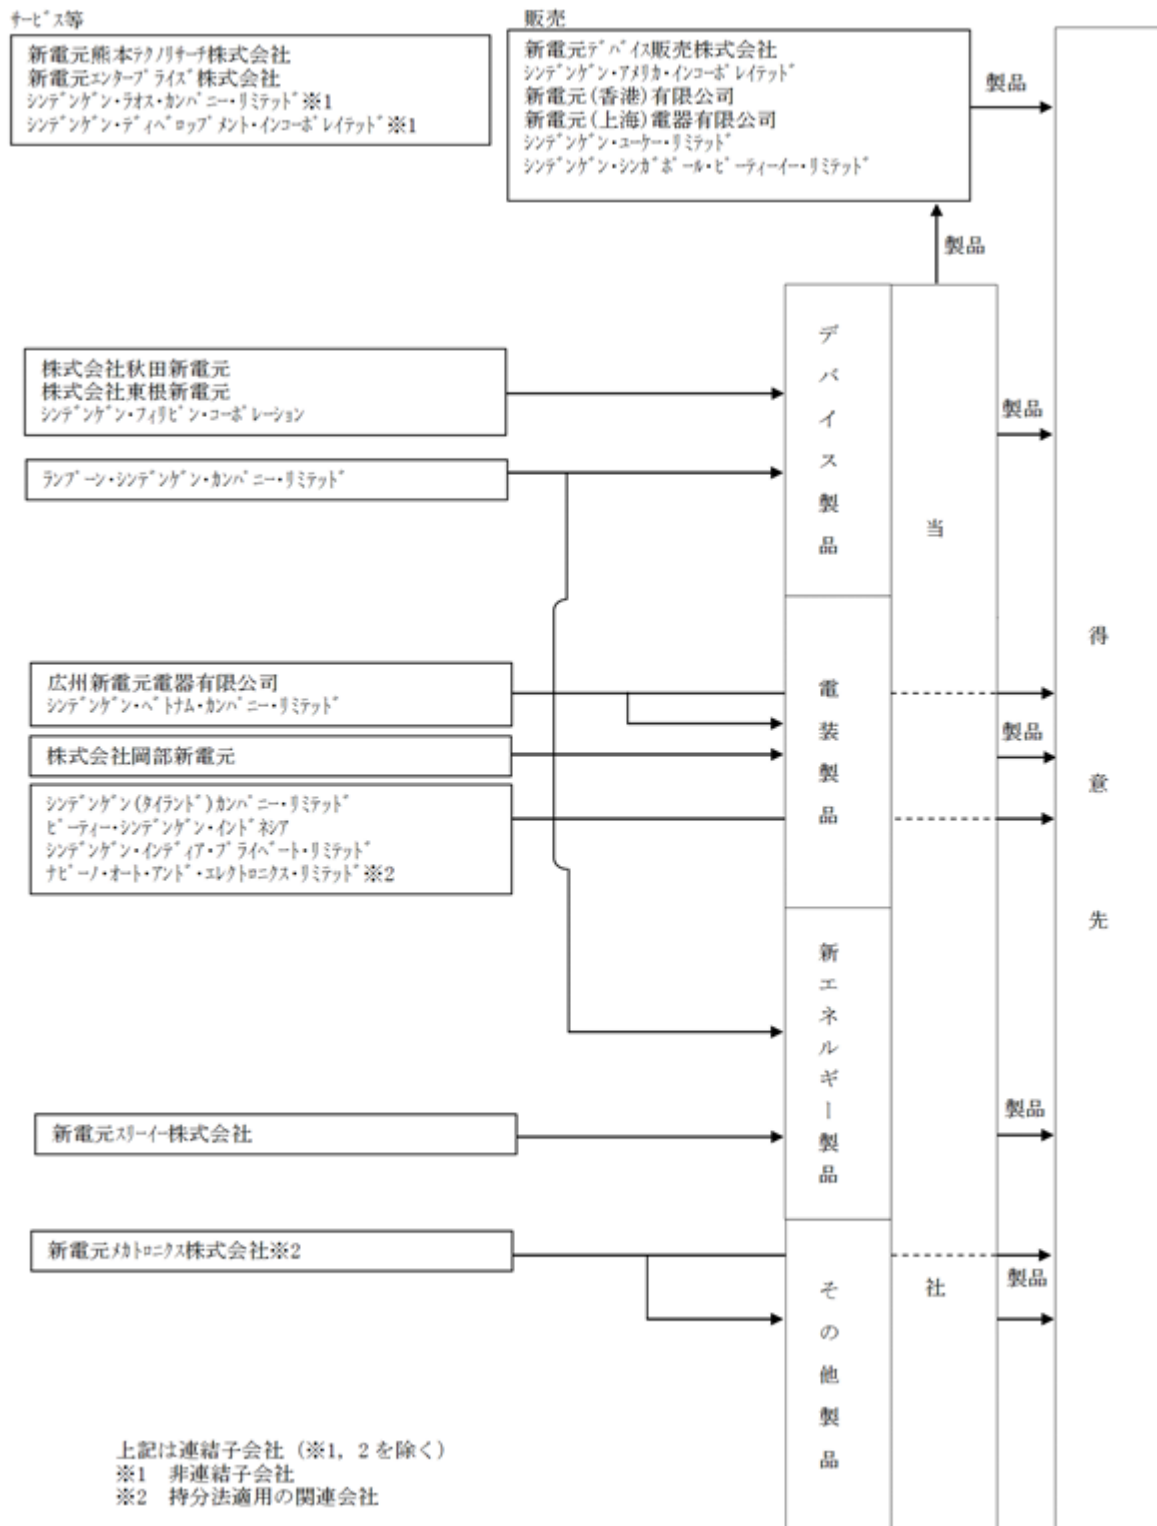 サービス等
新電元熊本テクノリサーチ株式会社
新電元エンタープライズ株式会社
シンデンゲン・ラオス・カンパニー・リミテッド※1
シンデンゲン・ディベロップメント・インコーポレイテッド※1
販売
新電元デバイス販売株式会社
シンデンゲン・アメリカ・インコーポレイテッド
新電元(香港)有限公司
新電元(上海)電器有限公司
シンデンゲン・ユーケー・リミテッド
シンデンゲン・シンガポール・ピーティーイー・リミテッド
製品
製品
株式会社秋田新電元
株式会社東根新電元
シンデンゲン・フィリピン・コーポレーション
ランプーン・シンデンゲン・カンパニー・リミテッド
デバイス製品
製品
広州新電元電器有限公司
シンデンゲン・ベトナム・カンパニー・リミテッド
株式会社岡部新電元
シンデンゲン(タイランド)カンパニー・リミテッド
ピーティー・シンデンゲン・インドネシア
シンデンゲン・インディア・プライベート・リミテッド
ナピーノ・オート・アンド・エレクトロニクス・リミテッド※2
電装製品
製品
新電元スリーイー株式会社
新エネルギー製品
製品
新電元メカトロニクス株式会社※2
その他製品
製品
当社
得意先
上記は連結子会社（※1，2を除く）
※1 非連結子会社
※2 持分法適用の関連会社